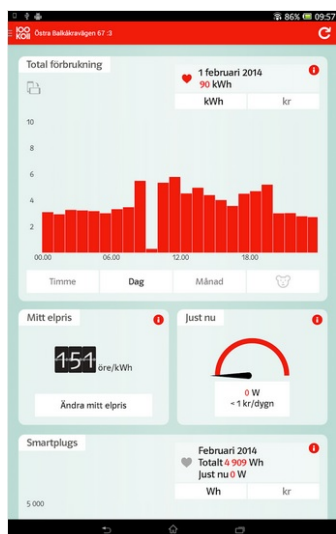 86% 09:57
100 KOLL Östra Balkåkravägen 67 :3
Total förbrukning
1 februari 2014
90 kWh
kWh kr
10
8
6
4
2
00.00 06.00 12.00 18.00
Timme Dag Månad
Mitt elpris
151 öre/kWh
Ändra mitt elpris
Just nu
0 W
<1 kr/dygn
Smartplugs
Februari 2014
Totalt 4 909 Wh
Just nu 0 W
Wh kr
5 000